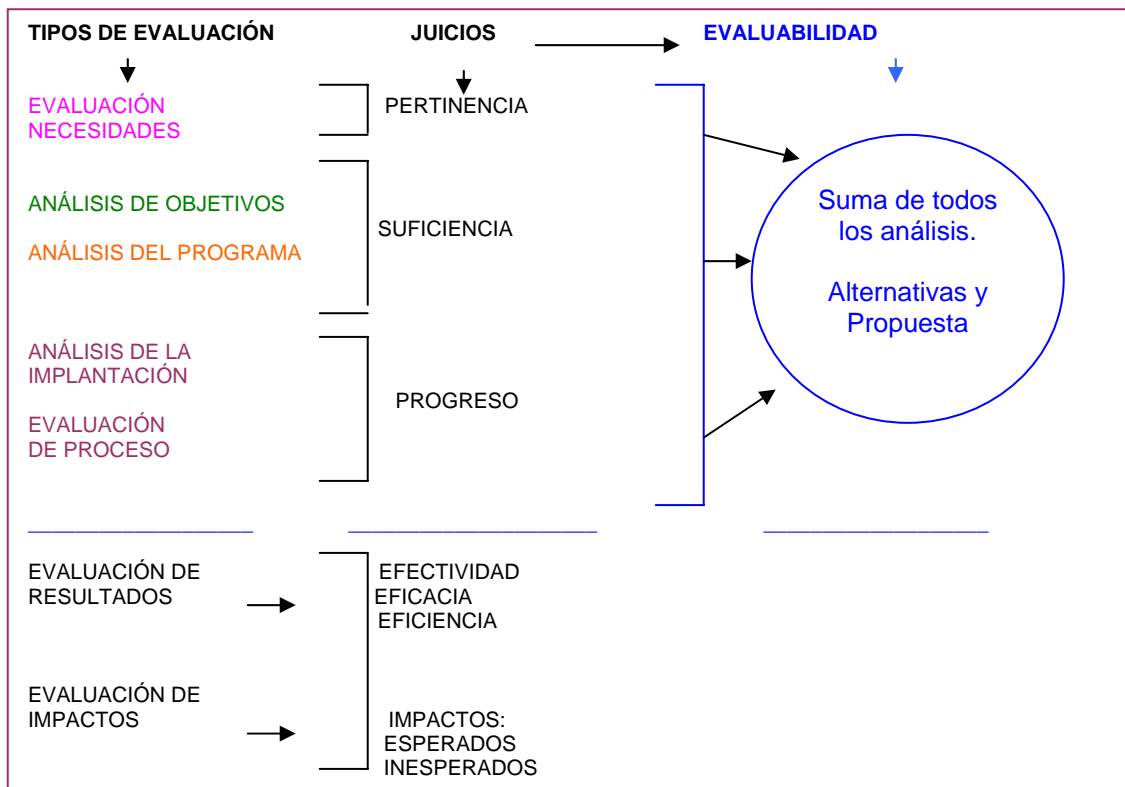 TIPOS DE EVALUACIÓN
JUICIOS
EVALUABILIDAD
EVALUACIÓN
NECESIDADES
PERTINENCIA
ANÁLISIS DE OBJETIVOS
ANÁLISIS DEL PROGRAMA
SUFICIENCIA
Suma de todos
los análisis.
Alternativas y
Propuesta
ANÁLISIS DE LA
IMPLANTACIÓN
EVALUACIÓN
DE PROCESO
PROGRESO
EVALUACIÓN DE
RESULTADOS
EFECTIVIDAD
EFICACIA
EFICIENCIA
EVALUACIÓN DE
IMPACTOS
IMPACTOS:
ESPERADOS
INESPERADOS